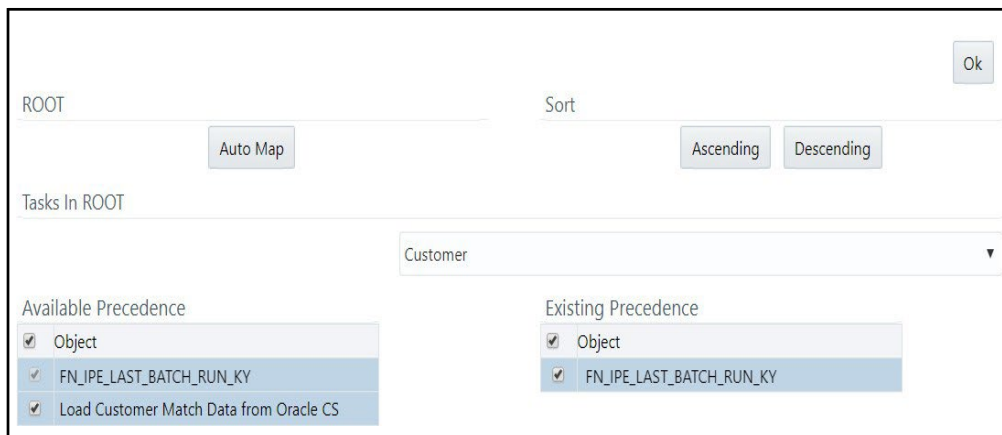 Ok
ROOT
Sort
Auto Map
Ascending
Descending
Tasks In ROOT
Customer
Available Precedence
Object
FN_IPE_LAST_BATCH_RUN_KY
Load Customer Match Data from Oracle CS
Existing Precedence
Object
FN_IPE_LAST_BATCH_RUN_KY